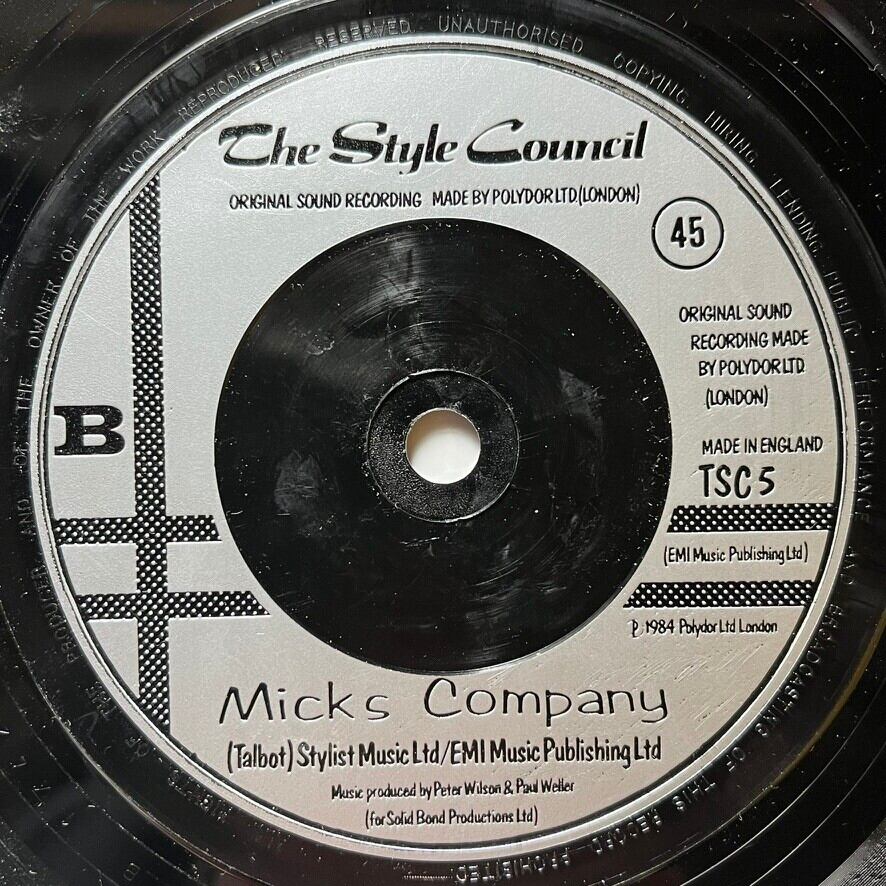 The Style Council
ORIGINAL SOUND RECORDING MADE BY POLYDOR LTD.(LONDON)
45
ORIGINAL SOUND
RECORDING MADE
BY POLYDOR LTD.
(LONDON)
B
MADE IN ENGLAND
TSC 5
(EMI Music Publishing Ltd)
P. 1984 Polydor Ltd London
Micks Company
(Talbot) Stylist Music Ltd/EMI Music Publishing Ltd
Music produced by Peter Wilson & Paul Weller
(for Solid Bond Productions Ltd)
OF THE PRODUCER AND OF THE OWNER OF THE WORK REPRODUCED RESERVED UNAUTHORISED COPYING HIRING LENDING PUBLIC PERFORMANCE AND BROADCASTING OF THIS RECORD PROHIBITED